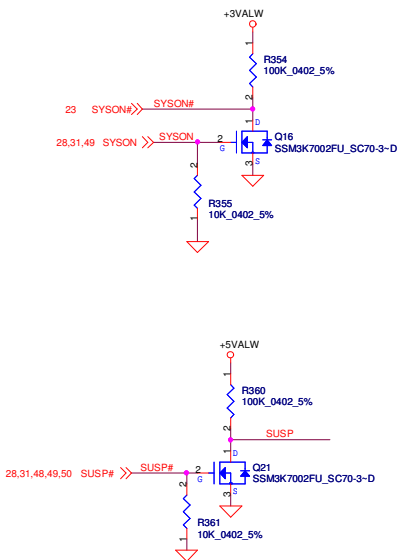 +3VALW
1
R354
100K_0402_5%
2
23 SYSON# SYSON#
1 D
Q16
SSM3K7002FU_SC70-3~D
28,31,49 SYSON SYSON 2
G
3 S
2
R355
10K_0402_5%
1
+5VALW
1
R360
100K_0402_5%
2
SUSP
1 D
Q21
SSM3K7002FU_SC70-3~D
28,31,48,49,50 SUSP# SUSP# 2
G
3 S
2
R361
10K_0402_5%
1